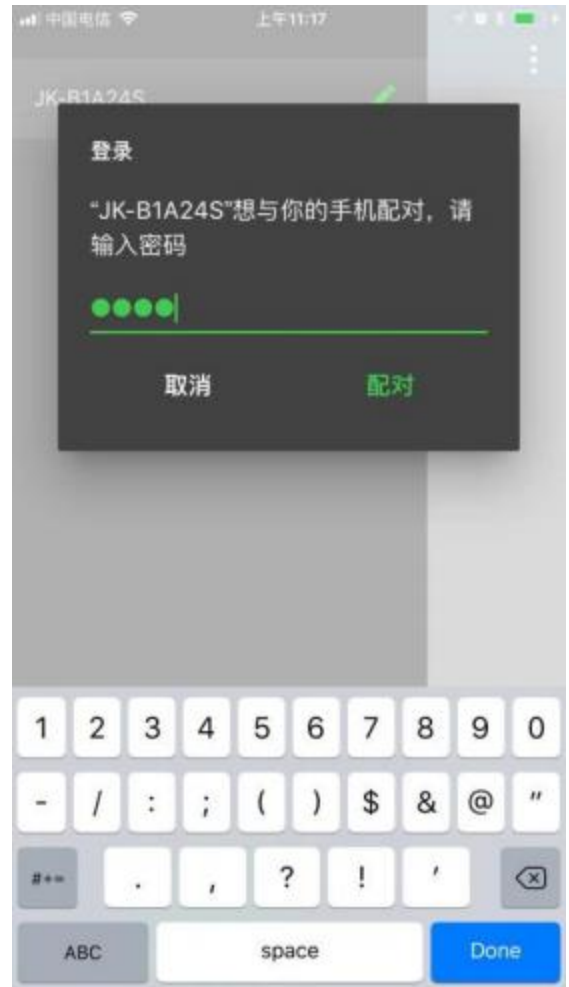 中国电信 上午11:17
JK-B1A24S
登录
“JK-B1A24S”想与你的手机配对，请
输入密码
取消 配对
1 2 3 4 5 6 7 8 9 0
- / : ; ( ) $ & @ "
#+= . , ? ! '
ABC space Done